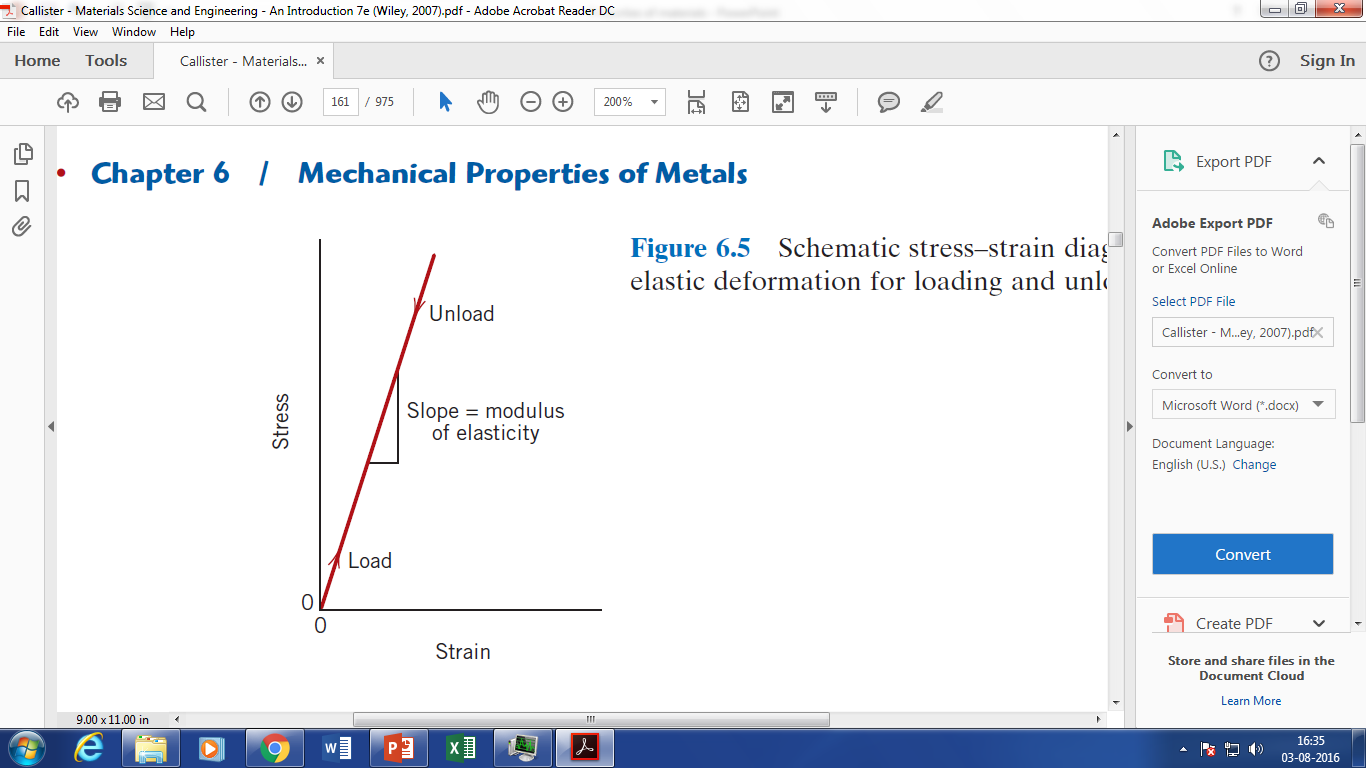 Callister - Materials Science and Engineering - An Introduction 7e (Wiley, 2007).pdf - Adobe Acrobat Reader DC
File Edit View Window Help
Home Tools Callister - Materials... × ? Sign In
161 / 975 200%
Chapter 6 / Mechanical Properties of Metals
Figure 6.5 Schematic stress–strain diag
elastic deformation for loading and unlo
Unload
Slope = modulus
of elasticity
Stress
Load
0
0
Strain
9.00 x 11.00 in
Export PDF
Adobe Export PDF
Convert PDF Files to Word
or Excel Online
Select PDF File
Callister - M...ey, 2007).pdf
Convert to
Microsoft Word (*.docx)
Document Language:
English (U.S.) Change
Convert
Create PDF
Store and share files in the
Document Cloud
Learn More
16:35
03-08-2016